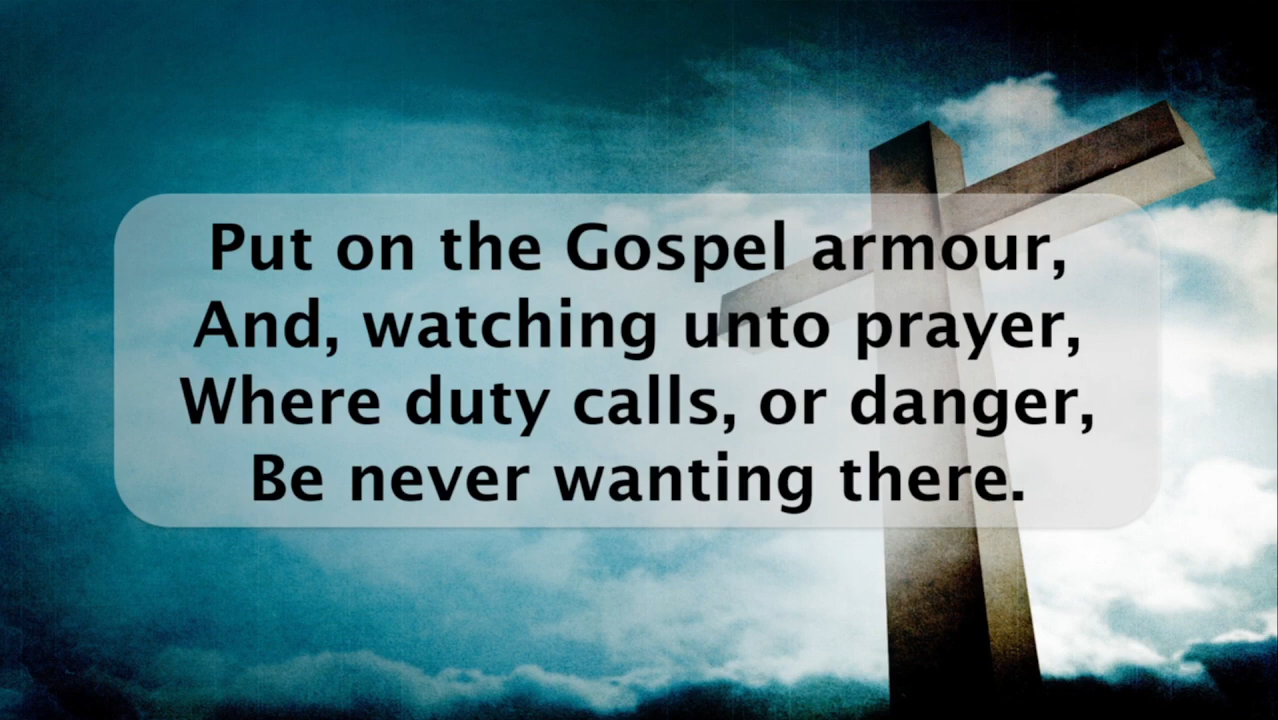 Put on the Gospel armour,
And, watching unto prayer,
Where duty calls, or danger,
Be never wanting there.